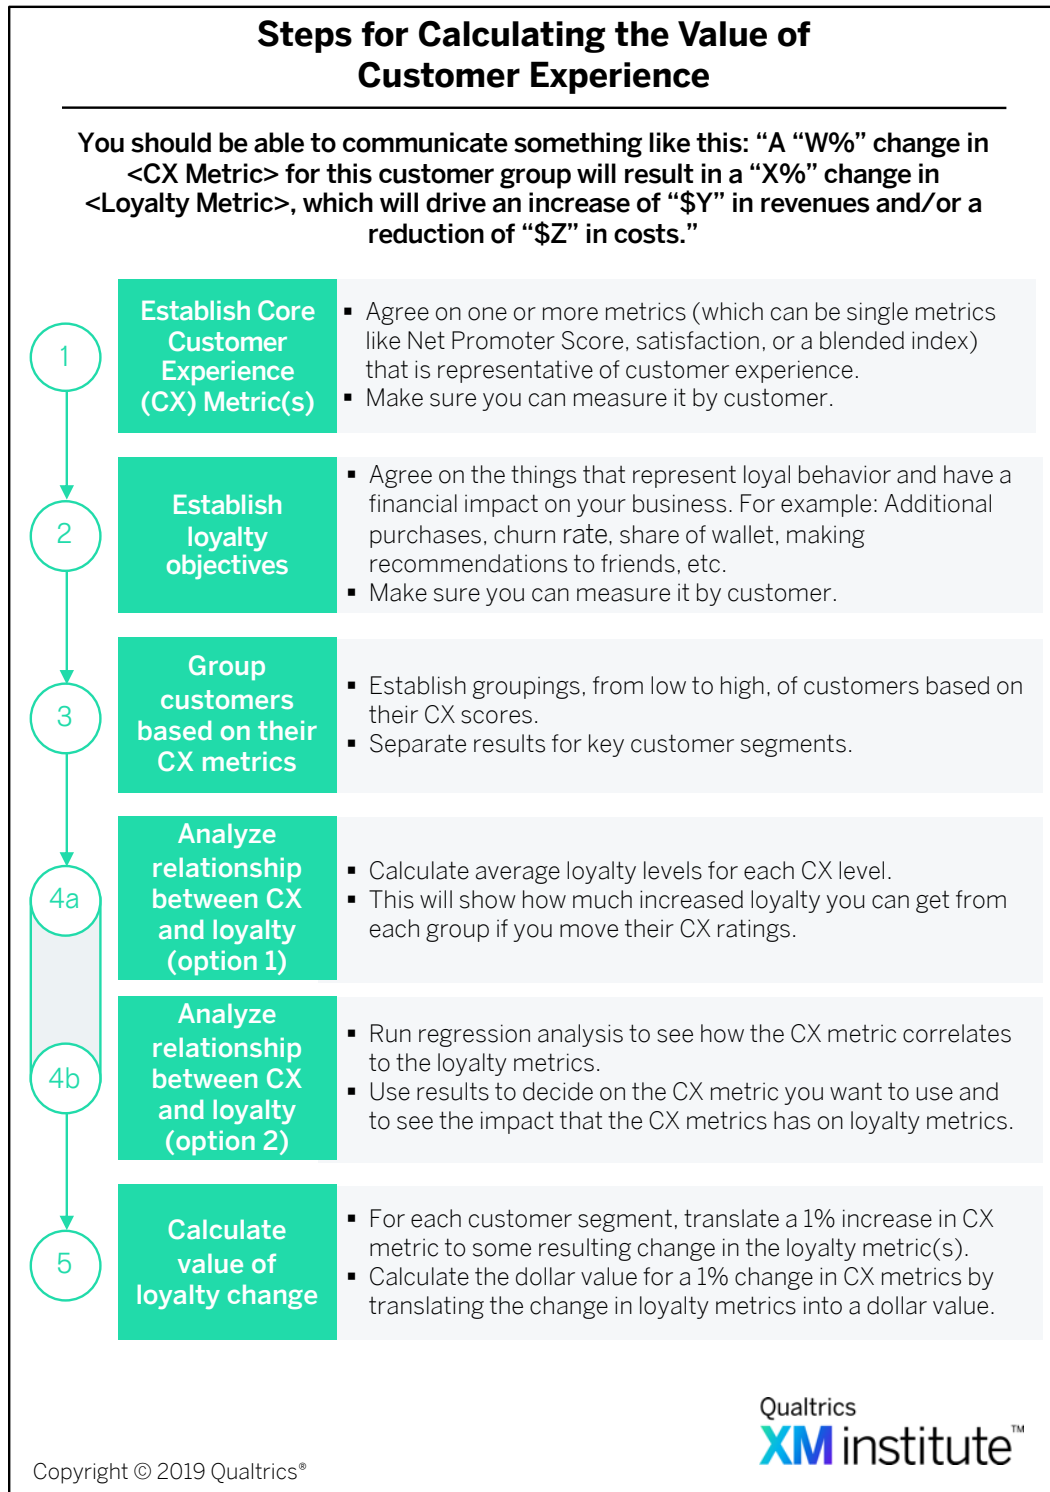 Steps for Calculating the Value of
Customer Experience
You should be able to communicate something like this: “A “W%” change in
<CX Metric> for this customer group will result in a “X%” change in
<Loyalty Metric>, which will drive an increase of “$Y” in revenues and/or a
reduction of “$Z” in costs.”
1
Establish Core
Customer
Experience
(CX) Metric(s)
▪ Agree on one or more metrics (which can be single metrics
like Net Promoter Score, satisfaction, or a blended index)
that is representative of customer experience.
▪ Make sure you can measure it by customer.
2
Establish
loyalty
objectives
▪ Agree on the things that represent loyal behavior and have a
financial impact on your business. For example: Additional
purchases, churn rate, share of wallet, making
recommendations to friends, etc.
▪ Make sure you can measure it by customer.
3
Group
customers
based on their
CX metrics
▪ Establish groupings, from low to high, of customers based on
their CX scores.
▪ Separate results for key customer segments.
4a
Analyze
relationship
between CX
and loyalty
(option 1)
▪ Calculate average loyalty levels for each CX level.
▪ This will show how much increased loyalty you can get from
each group if you move their CX ratings.
4b
Analyze
relationship
between CX
and loyalty
(option 2)
▪ Run regression analysis to see how the CX metric correlates
to the loyalty metrics.
▪ Use results to decide on the CX metric you want to use and
to see the impact that the CX metrics has on loyalty metrics.
5
Calculate
value of
loyalty change
▪ For each customer segment, translate a 1% increase in CX
metric to some resulting change in the loyalty metric(s).
▪ Calculate the dollar value for a 1% change in CX metrics by
translating the change in loyalty metrics into a dollar value.
Qualtrics
XM institute™
Copyright © 2019 Qualtrics®